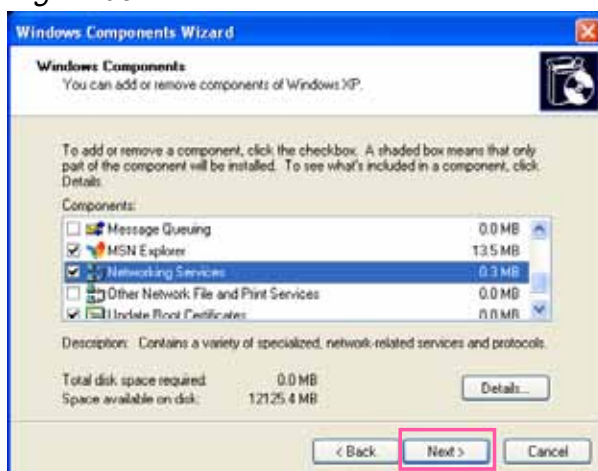 Windows Components Wizard
Windows Components
You can add or remove components of Windows XP.
To add or remove a component, click the checkbox. A shaded box means that only
part of the component will be installed. To see what's included in a component, click
Details.
Components:
Message Queuing 0.0 MB
MSN Explorer 13.5 MB
Networking Services 0.3 MB
Other Network File and Print Services 0.0 MB
Update Root Certificates 0.0 MB
Description: Contains a variety of specialized, network-related services and protocols.
Total disk space required: 0.0 MB
Details...
Space available on disk: 12125.4 MB
< Back Next > Cancel